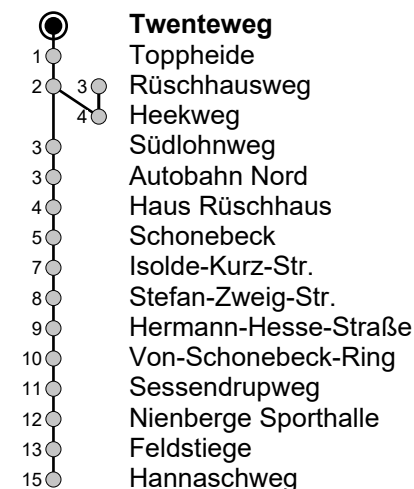 Twenteweg
1 Toppheide
2 3 Rüschhausweg
4 Heekweg
3 Südlohnweg
3 Autobahn Nord
4 Haus Rüschhaus
5 Schonebeck
7 Isolde-Kurz-Str.
8 Stefan-Zweig-Str.
9 Hermann-Hesse-Straße
10 Von-Schonebeck-Ring
11 Sessendrupweg
12 Nienberge Sporthalle
13 Feldstiege
15 Hannaschweg